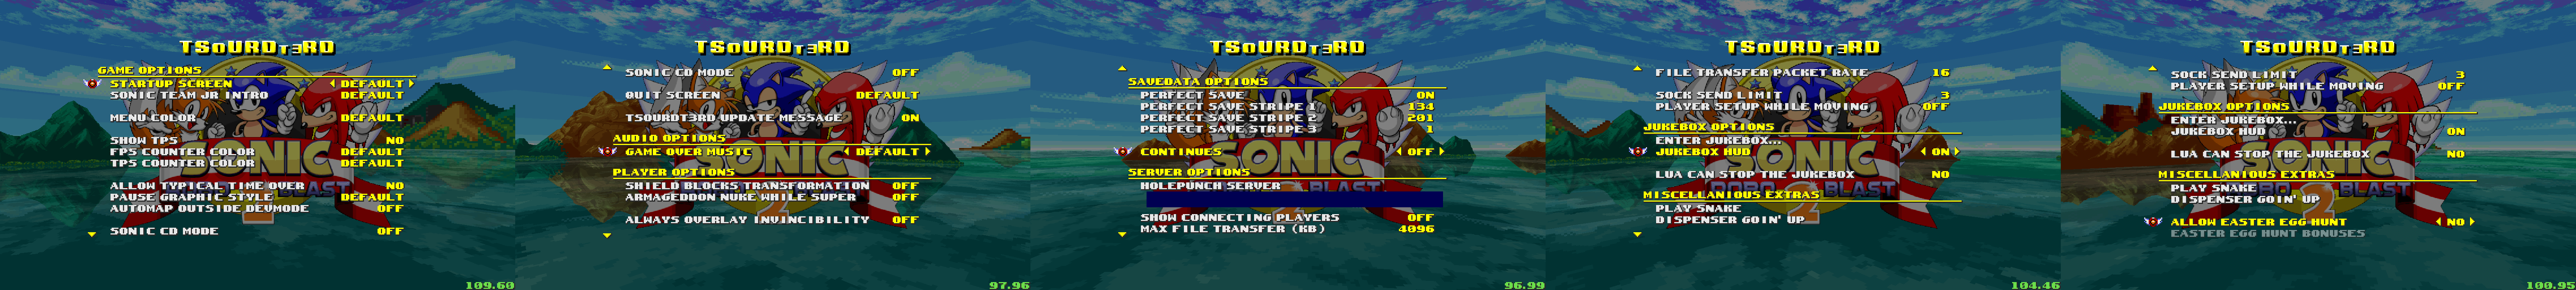 TSoURDt3RD
GAME OPTIONS
STARTUP SCREEN DEFAULT
SONIC TEAM JR INTRO DEFAULT
MENU COLOR DEFAULT
SHOW TPS NO
FPS COUNTER COLOR DEFAULT
TPS COUNTER COLOR DEFAULT
ALLOW TYPICAL TIME OVER NO
PAUSE GRAPHIC STYLE DEFAULT
AUTOMAP OUTSIDE DEVMODE OFF
SONIC CD MODE OFF
109.60
TSoURDt3RD
SONIC CD MODE OFF
QUIT SCREEN DEFAULT
TSOURDT3RD UPDATE MESSAGE ON
AUDIO OPTIONS
GAME OVER MUSIC DEFAULT
PLAYER OPTIONS
SHIELD BLOCKS TRANSFORMATION OFF
ARMAGEDDON NUKE WHILE SUPER OFF
ALWAYS OVERLAY INVINCIBILITY OFF
SONIC
97.96
TSoURDt3RD
SAVEDATA OPTIONS
PERFECT SAVE ON
PERFECT SAVE STRIPE 1 134
PERFECT SAVE STRIPE 2 201
PERFECT SAVE STRIPE 3 1
CONTINUES OFF
SERVER OPTIONS
HOLEPUNCH SERVER
SHOW CONNECTING PLAYERS OFF
MAX FILE TRANSFER (KB) 4096
SONIC
BLAST
96.99
TSoURDt3RD
FILE TRANSFER PACKET RATE 16
SOCK SEND LIMIT 3
PLAYER SETUP WHILE MOVING OFF
JUKEBOX OPTIONS
ENTER JUKEBOX...
JUKEBOX HUD ON
LUA CAN STOP THE JUKEBOX NO
MISCELLANIOUS EXTRAS
PLAY SNAKE
DISPENSER GOIN' UP
SONIC
ROBO BLAST
2
104.46
TSoURDt3RD
SOCK SEND LIMIT 3
PLAYER SETUP WHILE MOVING OFF
JUKEBOX OPTIONS
ENTER JUKEBOX...
JUKEBOX HUD ON
LUA CAN STOP THE JUKEBOX NO
MISCELLANIOUS EXTRAS
PLAY SNAKE
DISPENSER GOIN' UP
ALLOW EASTER EGG HUNT NO
EASTER EGG HUNT BONUSES
SONIC
BLAST
2
100.95